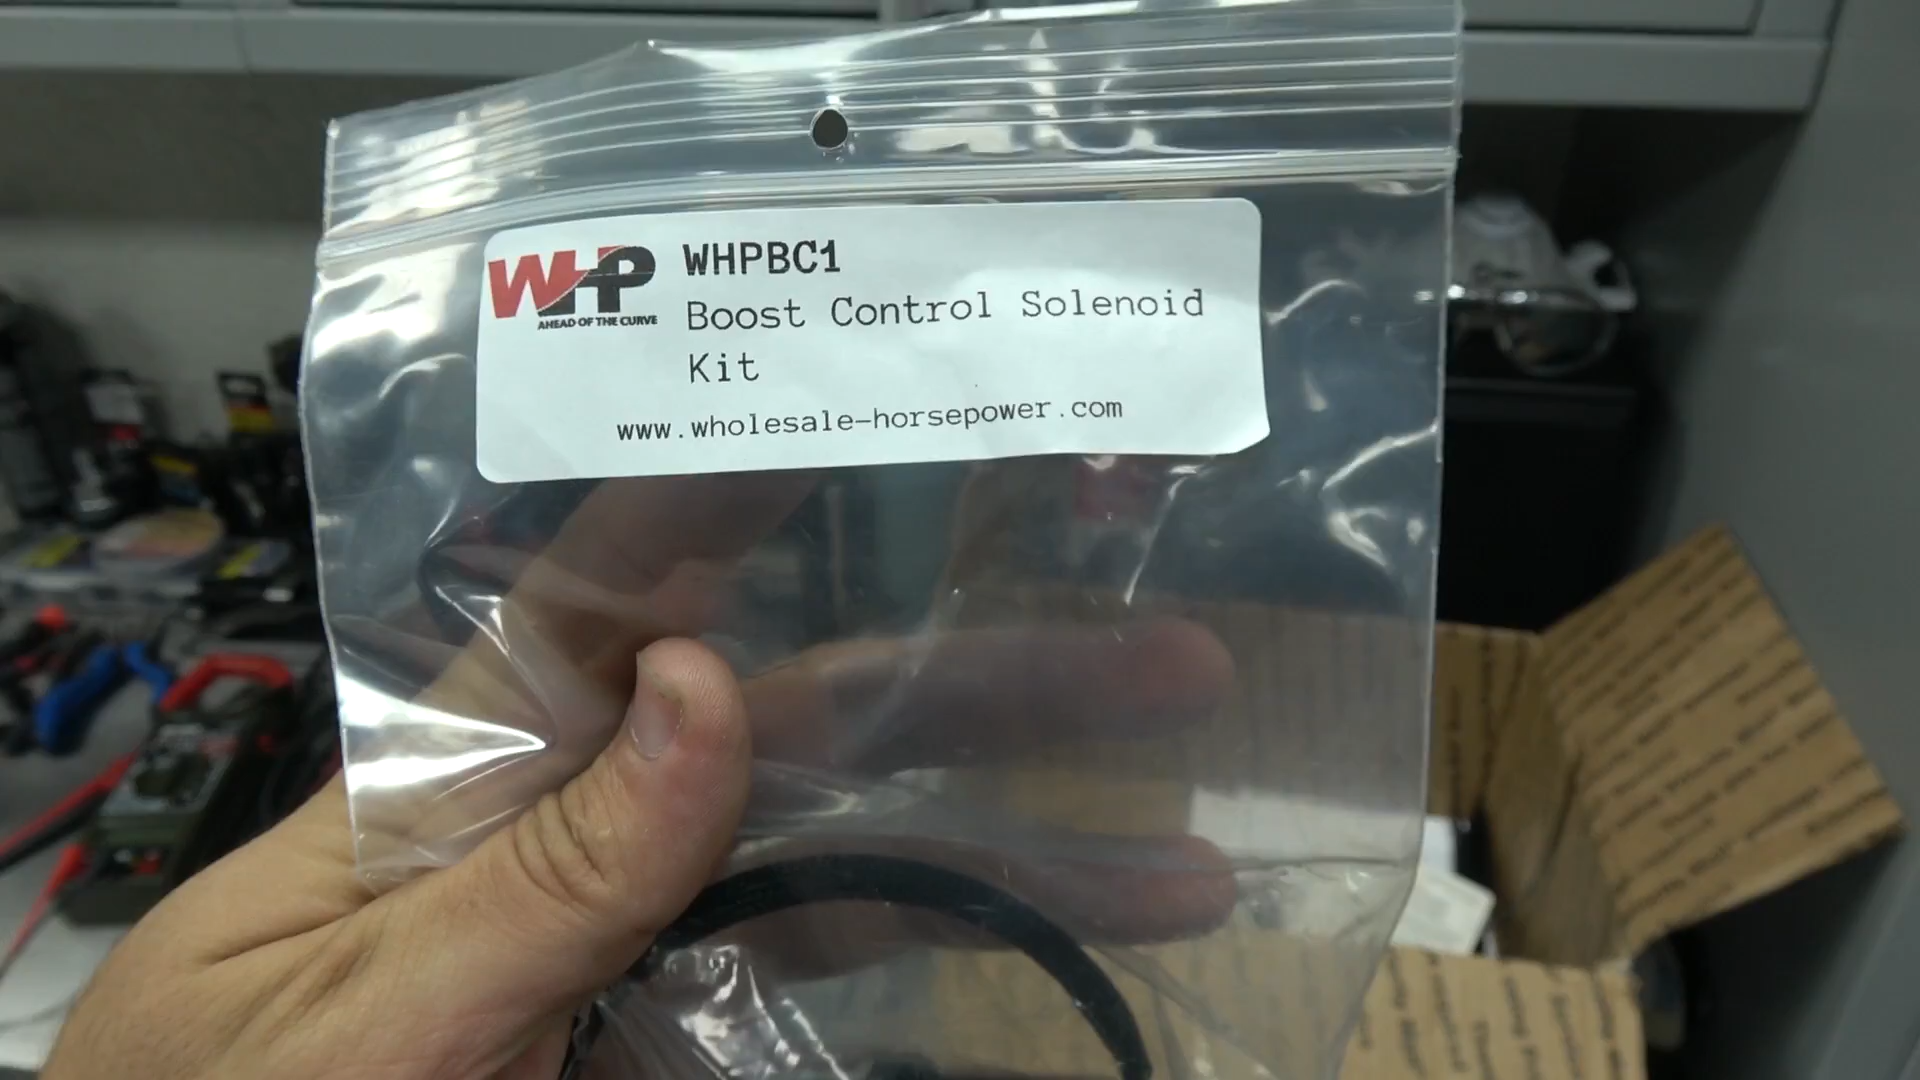 WHP
AHEAD OF THE CURVE
WHPBC1
Boost Control Solenoid
Kit
www.wholesale-horsepower.com